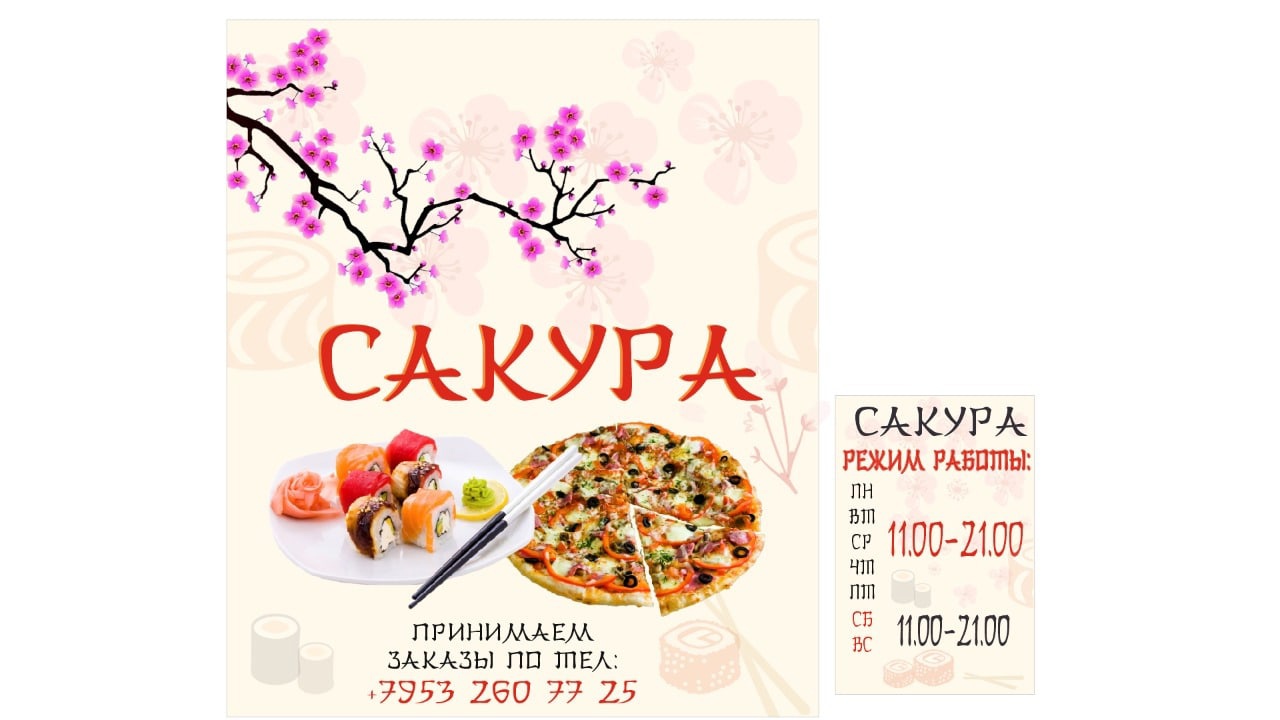 САКУРА
ПРИНИМАЕМ
ЗАКАЗЫ ПО ТЕЛ:
+7953 260 77 25
САКУРА
РЕЖИМ РАБОТЫ:
ПН
ВТ
СР
ЧТ
ПТ
11.00-21.00
СБ
ВС
11.00-21.00